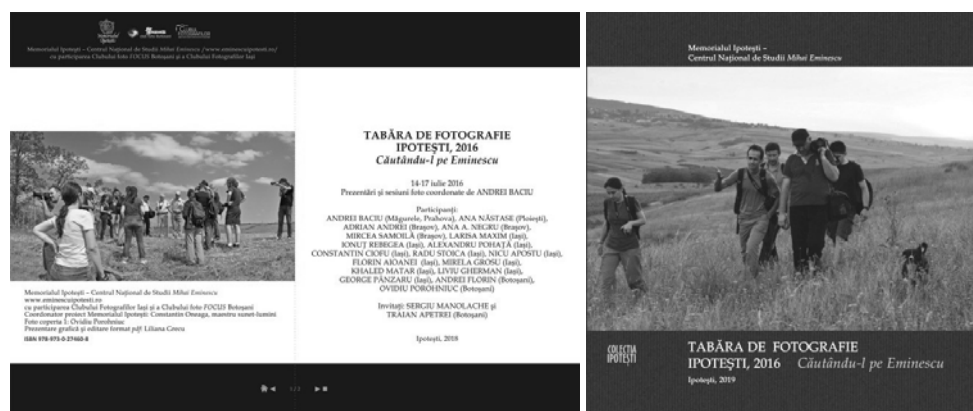 Memorialul Ipotești – Centrul Național de Studii Mihai Eminescu /www.eminescuipotesti.ro/
cu participarea Clubului foto FOCUS Botoșani și a Clubului Fotografilor Iași
Memorialul Ipotești – Centrul Național de Studii Mihai Eminescu
www.eminescuipotesti.ro
cu participarea Clubului Fotografilor Iași și a Clubului foto FOCUS Botoșani
Coordonator proiect Memorialul Ipotești: Constantin Oneaga, maestru sunet-lumini
Foto coperta 1: Ovidiu Porohniuc
Prezentare grafică și editare format pdf: Liliana Grecu
ISBN 978-973-0-27460-8
TABĂRA DE FOTOGRAFIE
IPOTEȘTI, 2016
Căutându-l pe Eminescu
14-17 iulie 2016
Prezentări și sesiuni foto coordonate de ANDREI BACIU
Participanți:
ANDREI BACIU (Măgurele, Prahova), ANA NĂSTASE (Ploiești),
ADRIAN ANDREI (Brașov), ANA A. NEGRU (Brașov),
MIRCEA SAMOILĂ (Brașov), LARISA MAXIM (Iași),
IONUȚ REBEGEA (Iași), ALEXANDRU POHAȚĂ (Iași),
CONSTANTIN CIOFU (Iași), RADU STOICA (Iași), NICU APOSTU (Iași),
FLORIN AIOANEI (Iași), MIRELA GROSU (Iași),
KHALED MATAR (Iași), LIVIU GHERMAN (Iași),
GEORGE PÂNZARU (Iași), ANDREI FLORIN (Botoșani)
OVIDIU POROHNIUC (Botoșani)
Invitați: SERGIU MANOLACHE și
TRAIAN APETREI (Botoșani)
Ipotești, 2018
Memorialul Ipotești –
Centrul Național de Studii Mihai Eminescu
COLECȚIA
IPOTEȘTI
TABĂRA DE FOTOGRAFIE
IPOTEȘTI, 2016 Căutându-l pe Eminescu
Ipotești, 2019